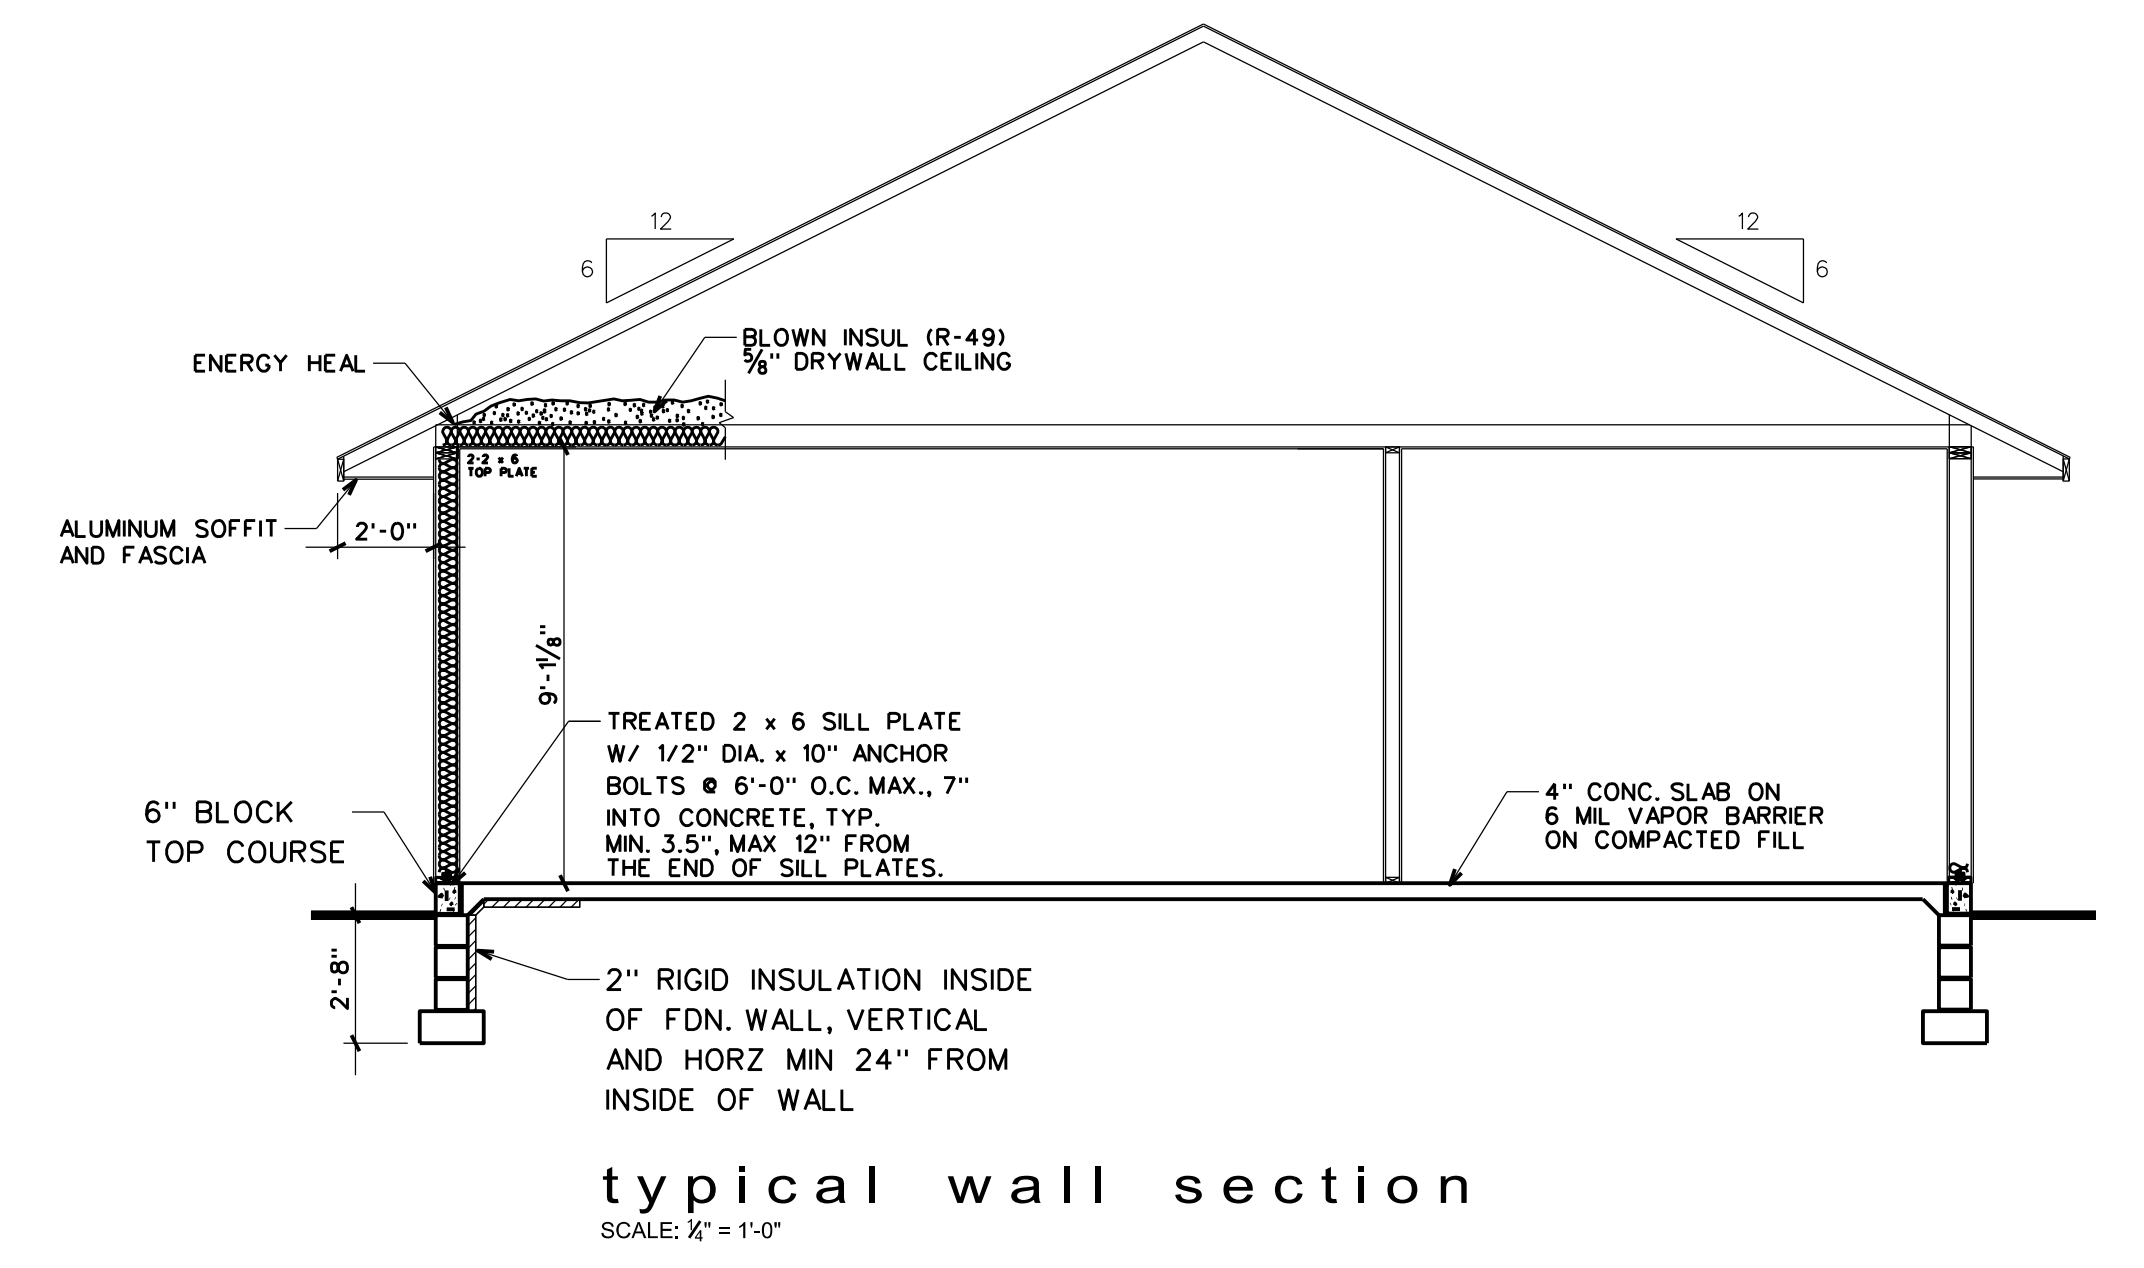 12
6
12
6
BLOWN INSUL (R-49)
5/8" DRYWALL CEILING
ENERGY HEAL
2-2 x 6
TOP PLATE
ALUMINUM SOFFIT
AND FASCIA
2'-0"
9'-1 1/8"
TREATED 2 x 6 SILL PLATE
W/ 1/2" DIA. x 10" ANCHOR
BOLTS @ 6'-0" O.C. MAX., 7"
INTO CONCRETE, TYP.
MIN. 3.5", MAX 12" FROM
THE END OF SILL PLATES.
6" BLOCK
TOP COURSE
4" CONC. SLAB ON
6 MIL VAPOR BARRIER
ON COMPACTED FILL
2'-8"
2" RIGID INSULATION INSIDE
OF FDN. WALL, VERTICAL
AND HORZ MIN 24" FROM
INSIDE OF WALL
typical wall section
SCALE: 1/4" = 1'-0"